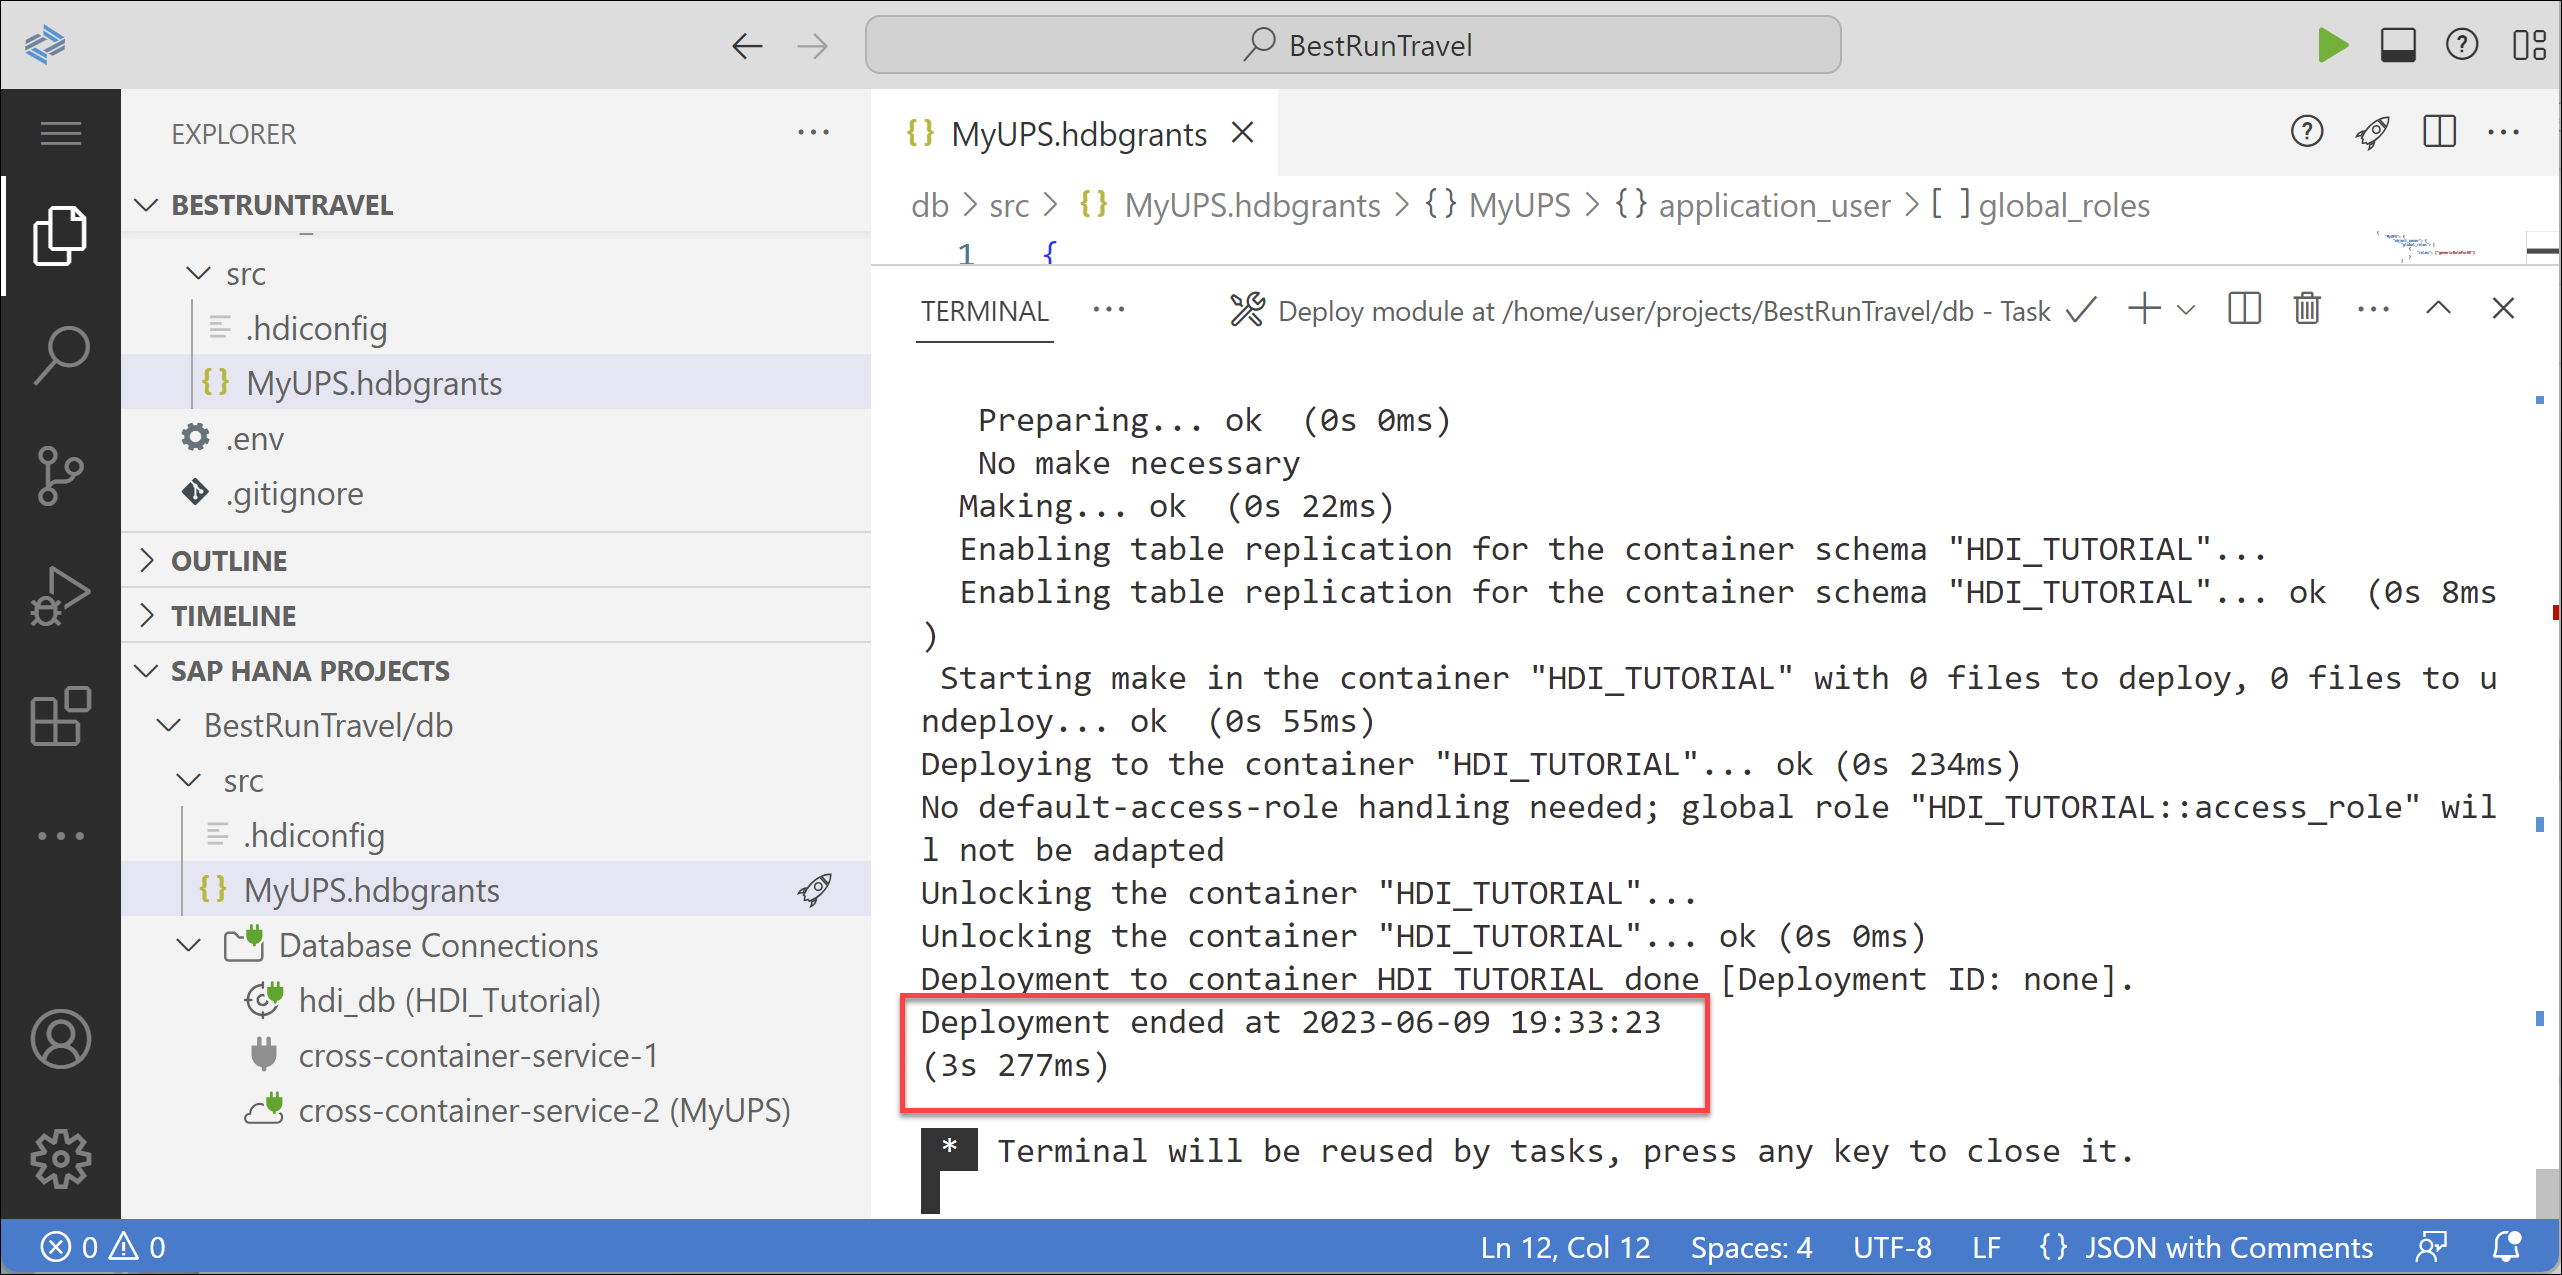 BestRunTravel
EXPLORER
BESTRUNTRAVEL
src
.hdiconfig
MyUPS.hdbgrants
.env
.gitignore
OUTLINE
TIMELINE
SAP HANA PROJECTS
BestRunTravel/db
src
.hdiconfig
MyUPS.hdbgrants
Database Connections
hdi_db (HDI_Tutorial)
cross-container-service-1
cross-container-service-2 (MyUPS)
{ } MyUPS.hdbgrants
db > src > { } MyUPS.hdbgrants > { } MyUPS > { } application_user > [ ] global_roles
1 {
TERMINAL
Deploy module at /home/user/projects/BestRunTravel/db - Task
Preparing... ok (0s 0ms)
No make necessary
Making... ok (0s 22ms)
Enabling table replication for the container schema "HDI_TUTORIAL"...
Enabling table replication for the container schema "HDI_TUTORIAL"... ok (0s 8ms
)
Starting make in the container "HDI_TUTORIAL" with 0 files to deploy, 0 files to u
ndeploy... ok (0s 55ms)
Deploying to the container "HDI_TUTORIAL"... ok (0s 234ms)
No default-access-role handling needed; global role "HDI_TUTORIAL::access_role" wil
l not be adapted
Unlocking the container "HDI_TUTORIAL"...
Unlocking the container "HDI_TUTORIAL"... ok (0s 0ms)
Deployment to container HDI_TUTORIAL done [Deployment ID: none].
Deployment ended at 2023-06-09 19:33:23
(3s 277ms)
* Terminal will be reused by tasks, press any key to close it.
0 0
Ln 12, Col 12 Spaces: 4 UTF-8 LF { } JSON with Comments